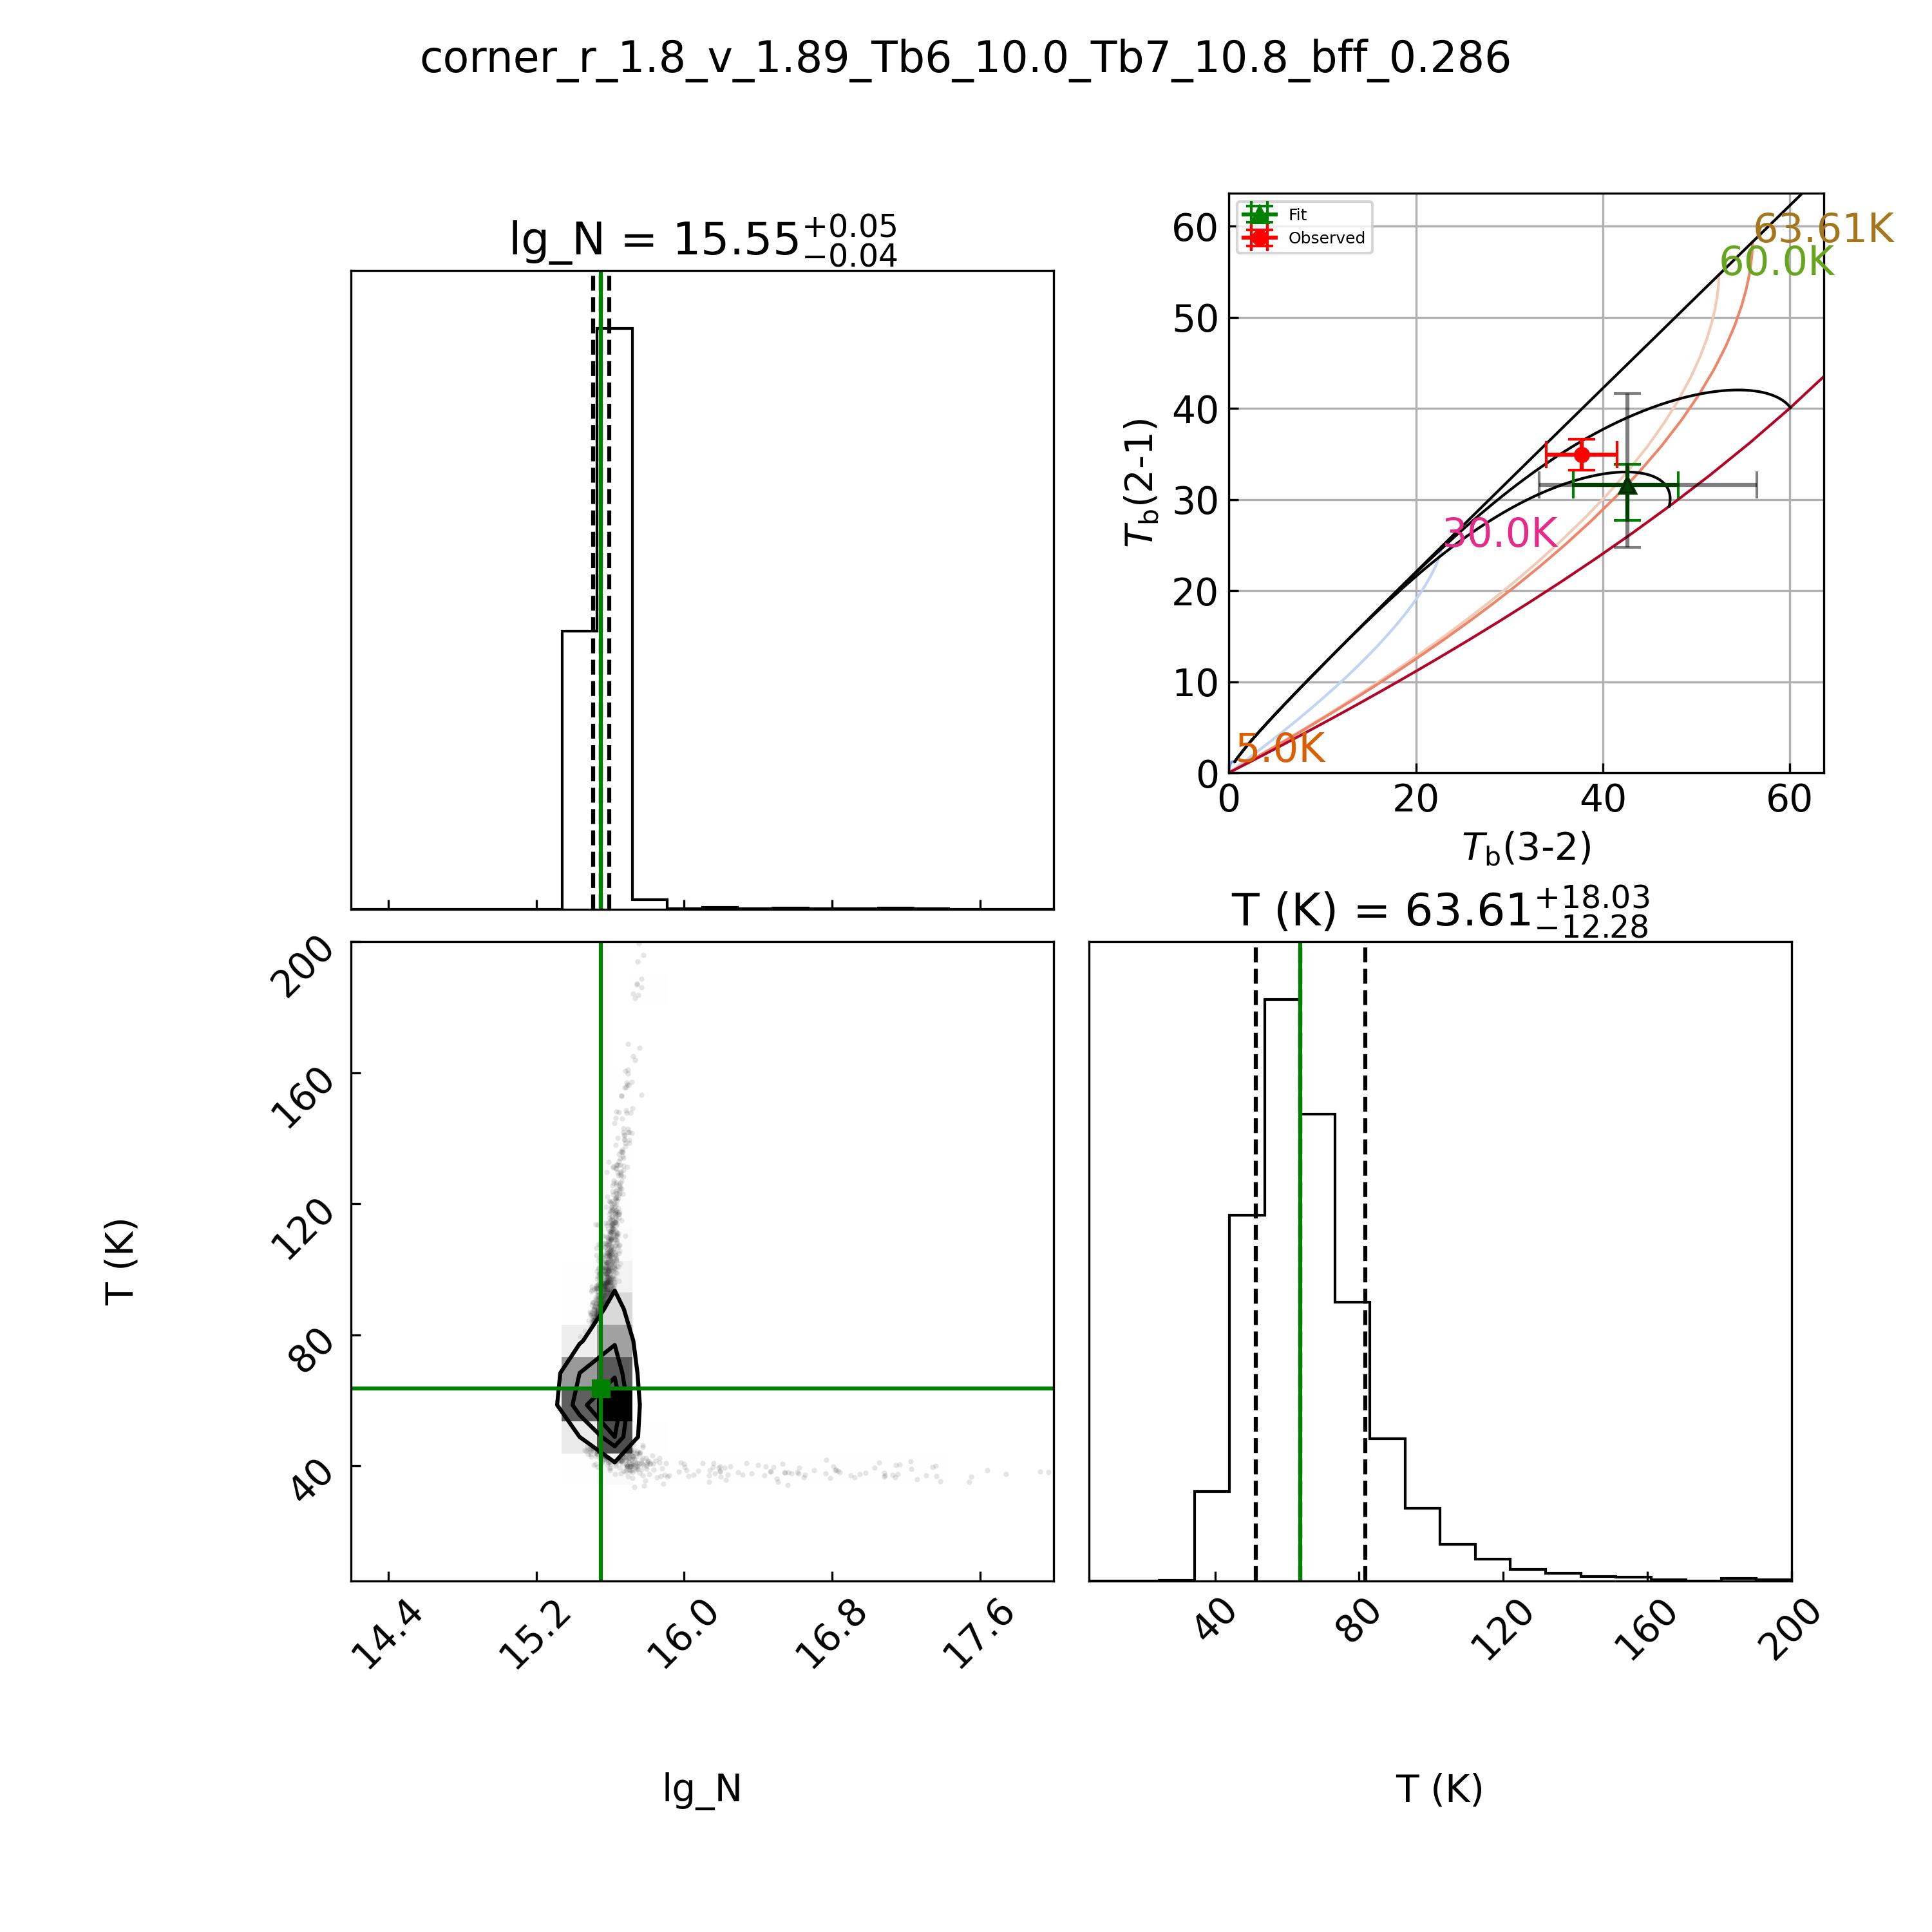 corner_r_1.8_v_1.89_Tb6_10.0_Tb7_10.8_bff_0.286
lg_N = 15.55+0.05−0.04
Fit
Observed
63.61K
60.0K
30.0K
5.0K
60
50
40
30
20
10
0
Tb(2-1)
0 20 40 60
Tb(3-2)
T (K) = 63.61+18.03−12.28
200
160
120
80
40
T (K)
14.4 15.2 16.0 16.8 17.6
lg_N
40 80 120 160 200
T (K)